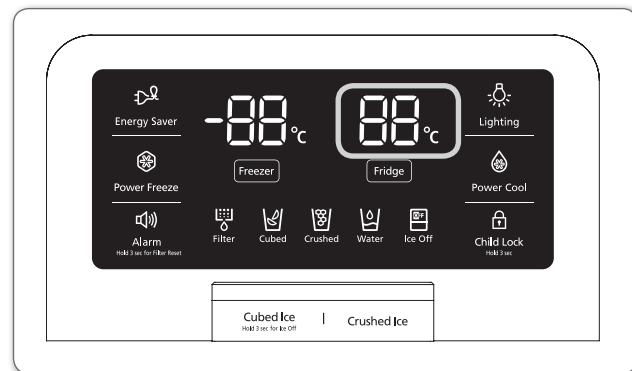 Energy Saver
-88 °C
88 °C
Lighting
Freezer
Fridge
Power Freeze
Power Cool
Alarm
Hold 3 sec for Filter Reset
Filter
Cubed
Crushed
Water
OFF
Ice Off
Child Lock
Hold 3 sec
Cubed Ice
Hold 3 sec for Ice Off
Crushed Ice